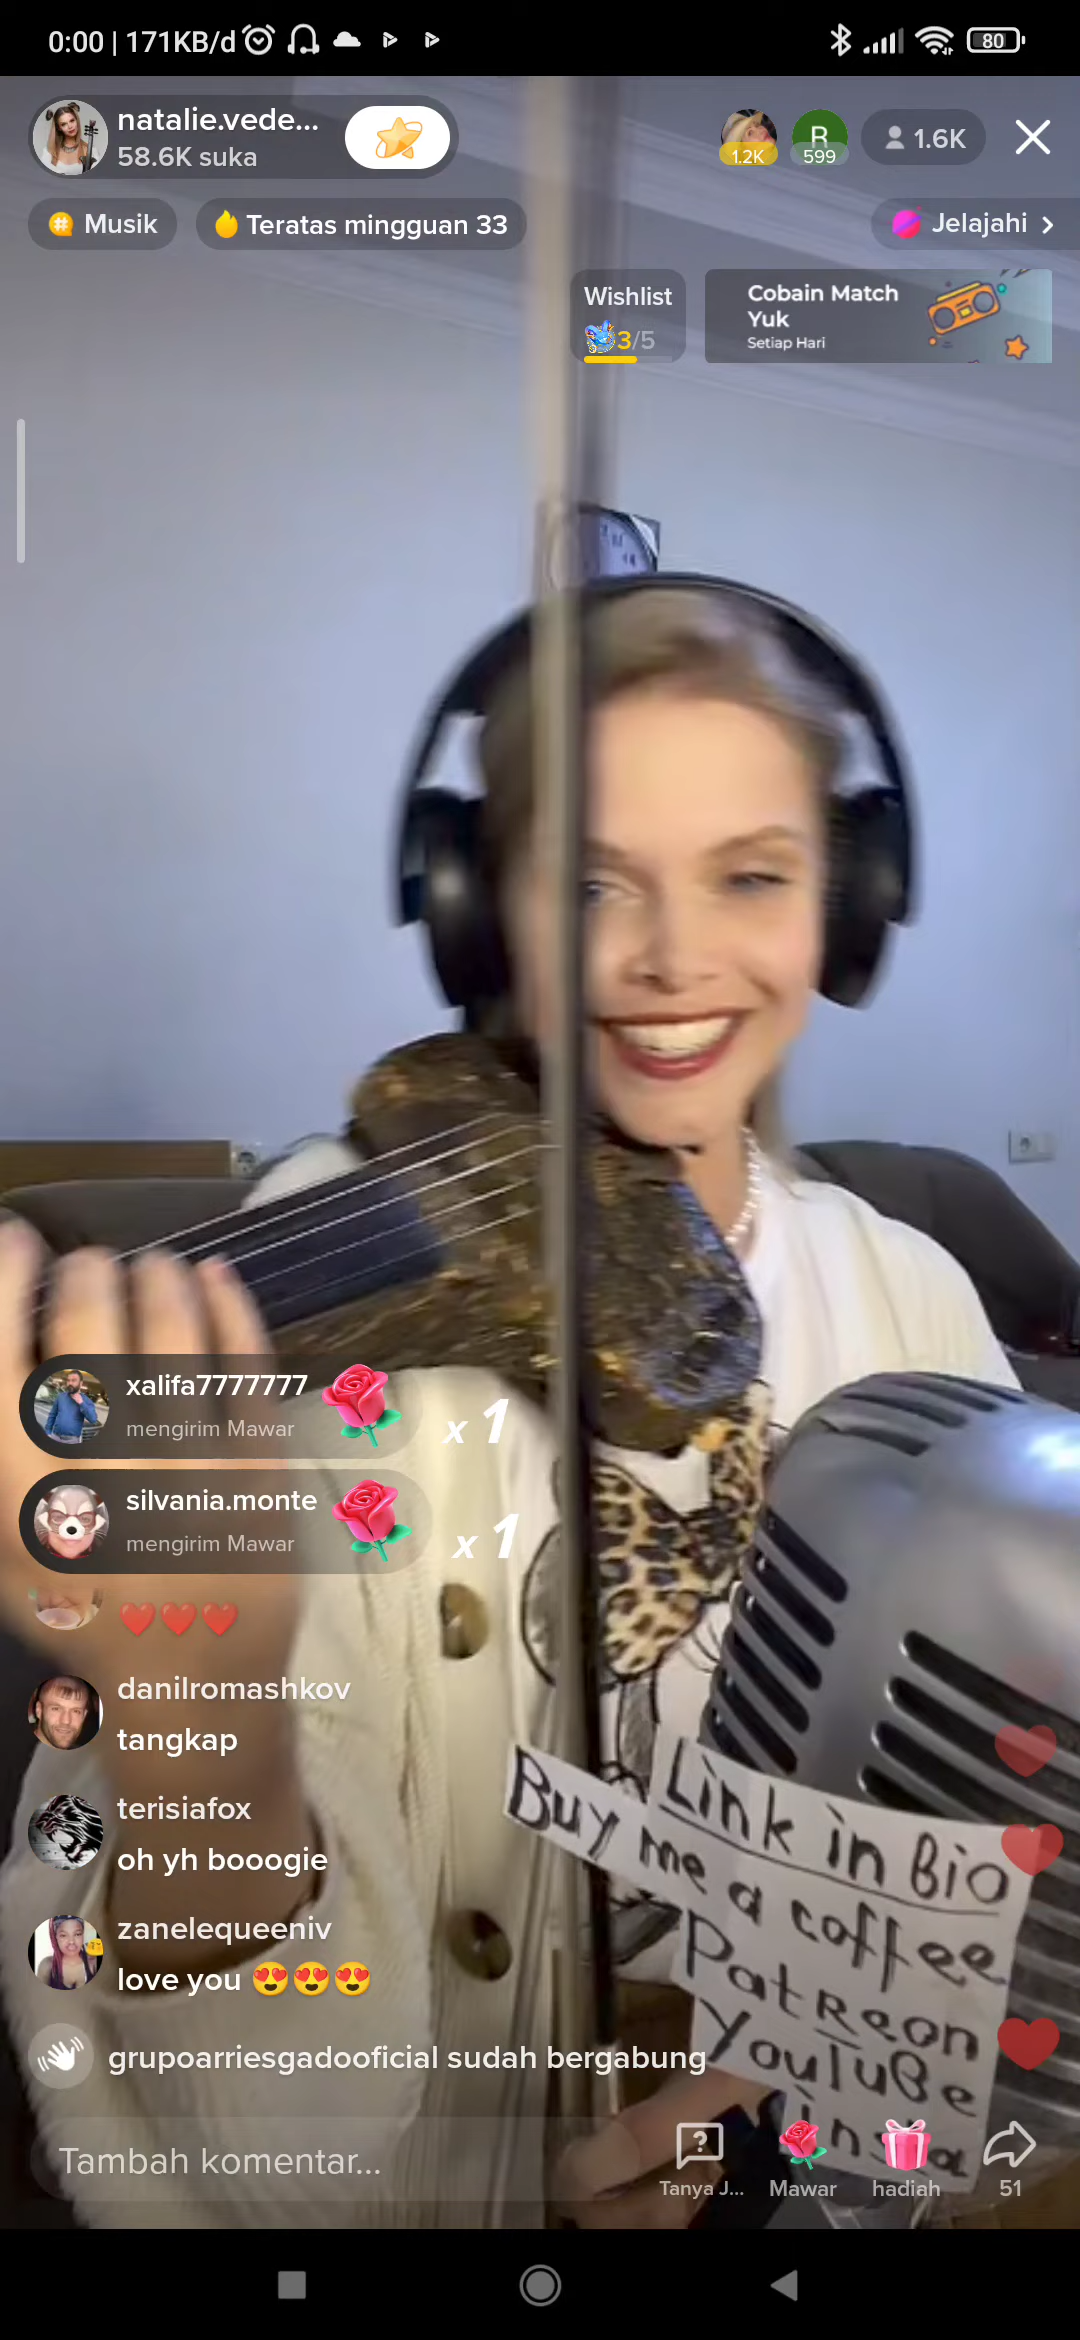 0:00 | 171KB/d
80
natalie.vede...
58.6K suka
1.2K
R
599
1.6K
Musik
Teratas mingguan 33
Jelajahi
Wishlist
3/5
Cobain Match
Yuk
Setiap Hari
xalifa7777777
mengirim Mawar
x 1
silvania.monte
mengirim Mawar
x 1
danilromashkov
tangkap
terisiafox
oh yh booogie
zanelequeeniv
love you 😍😍😍
grupoarriesgadooficial sudah bergabung
Link in Bio
Buy me a coffee
Patreon
YouTuBe
insta
Tambah komentar...
Tanya J...
Mawar
hadiah
51